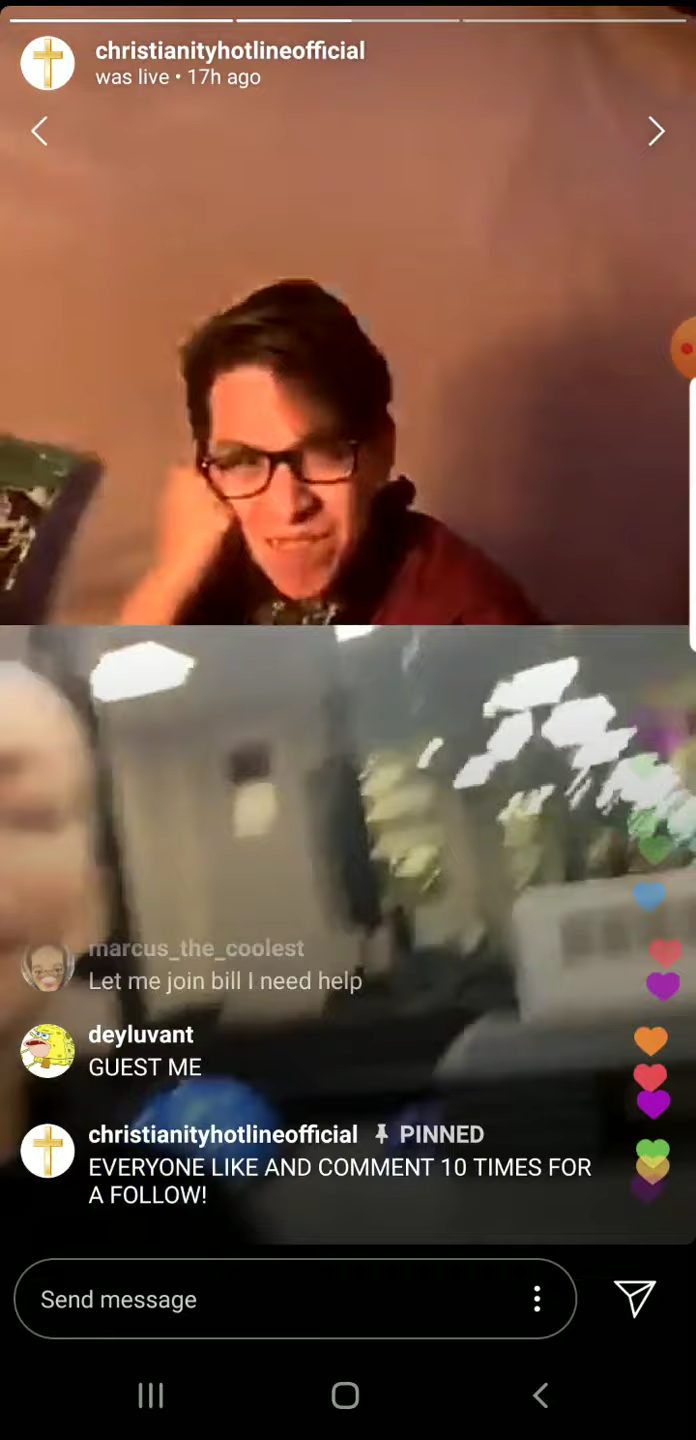 christianityhotlineofficial
was live • 17h ago
marcus_the_coolest
Let me join bill I need help
deyluvant
GUEST ME
christianityhotlineofficial PINNED
EVERYONE LIKE AND COMMENT 10 TIMES FOR
A FOLLOW!
Send message